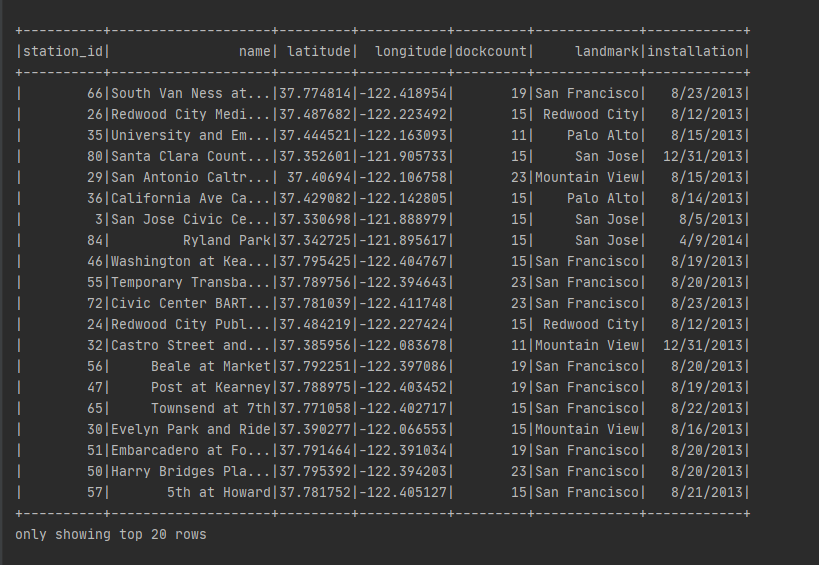 +----------+--------------------+---------+-----------+---------+-------------+------------+
|station_id|                name| latitude|  longitude|dockcount|     landmark|installation|
+----------+--------------------+---------+-----------+---------+-------------+------------+
|        66|South Van Ness at...|37.774814|-122.418954|       19|San Francisco|   8/23/2013|
|        26|Redwood City Medi...|37.487682|-122.223492|       15| Redwood City|   8/12/2013|
|        35|University and Em...|37.444521|-122.163093|       11|    Palo Alto|   8/15/2013|
|        80|Santa Clara Count...|37.352601|-121.905733|       15|     San Jose|  12/31/2013|
|        29|San Antonio Caltr...| 37.40694|-122.106758|       23|Mountain View|   8/15/2013|
|        36|California Ave Ca...|37.429082|-122.142805|       15|    Palo Alto|   8/14/2013|
|         3|San Jose Civic Ce...|37.330698|-121.888979|       15|     San Jose|    8/5/2013|
|        84|         Ryland Park|37.342725|-121.895617|       15|     San Jose|    4/9/2014|
|        46|Washington at Kea...|37.795425|-122.404767|       15|San Francisco|   8/19/2013|
|        55|Temporary Transba...|37.789756|-122.394643|       23|San Francisco|   8/20/2013|
|        72|Civic Center BART...|37.781039|-122.411748|       23|San Francisco|   8/23/2013|
|        24|Redwood City Publ...|37.484219|-122.227424|       15| Redwood City|   8/12/2013|
|        32|Castro Street and...|37.385956|-122.083678|       11|Mountain View|  12/31/2013|
|        56|     Beale at Market|37.792251|-122.397086|       19|San Francisco|   8/20/2013|
|        47|     Post at Kearney|37.788975|-122.403452|       19|San Francisco|   8/19/2013|
|        65|     Townsend at 7th|37.771058|-122.402717|       15|San Francisco|   8/22/2013|
|        30|Evelyn Park and Ride|37.390277|-122.066553|       15|Mountain View|   8/16/2013|
|        51|Embarcadero at Fo...|37.791464|-122.391034|       19|San Francisco|   8/20/2013|
|        50|Harry Bridges Pla...|37.795392|-122.394203|       23|San Francisco|   8/20/2013|
|        57|       5th at Howard|37.781752|-122.405127|       15|San Francisco|   8/21/2013|
+----------+--------------------+---------+-----------+---------+-------------+------------+
only showing top 20 rows